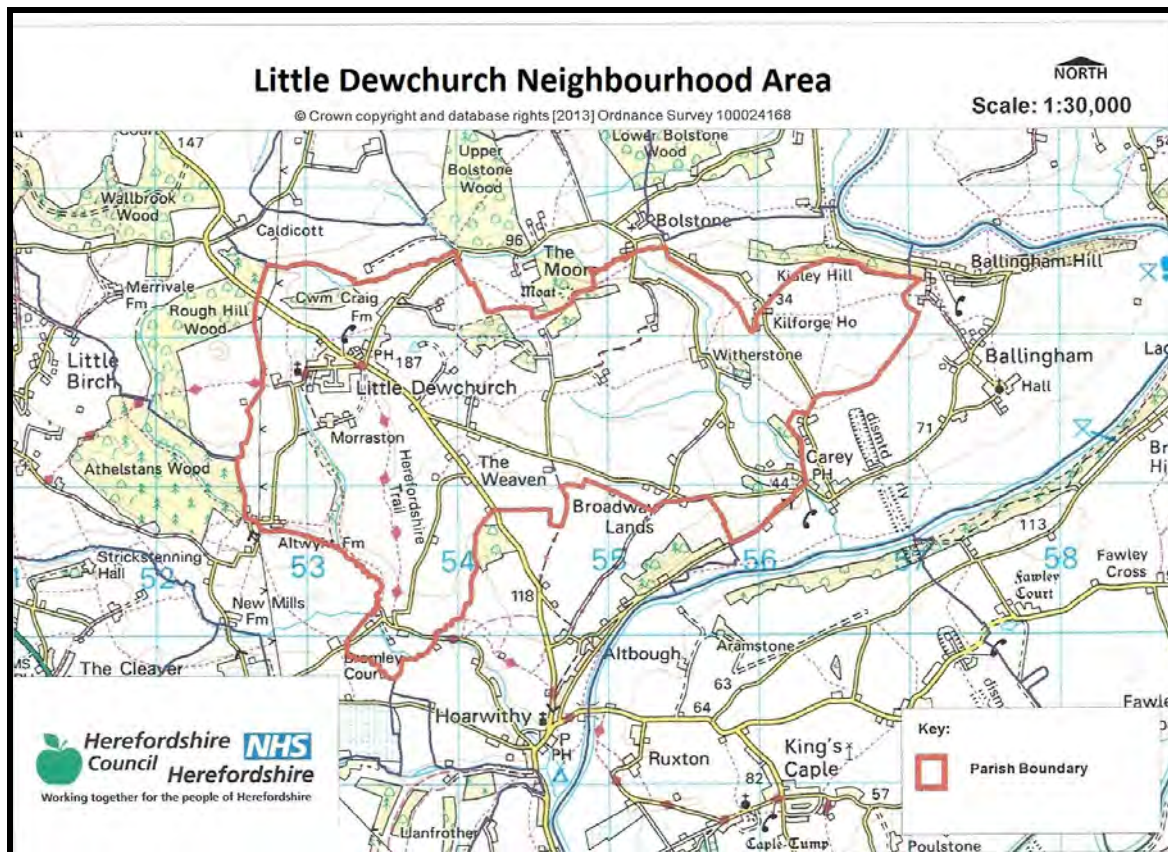 Little Dewchurch Neighbourhood Area
NORTH
Scale: 1:30,000
© Crown copyright and database rights [2013] Ordnance Survey 100024168
147
Upper
Bolstone
Wood
Lower Bolstone
Wood
Wallbrook
Wood
Caldicott
96
Bolstone
The
Moor
Moat
Kisley Hill
Ballingham Hill
Merrivale
Fm
Rough Hill
Wood
Cwm Craig
Fm
34
Kilforge Ho
Little
Birch
PH
187
Witherstone
Ballingham
Hall
Little Dewchurch
Morraston
Herefordshire
Trail
The
Weaven
dismtd
rly
71
Carey
PH
44
Athelstans Wood
Broadway
Lands
Strickstenning
Hall
Altwynt Fm
52
53
54
55
56
57
58
113
Fawley
Cross
Fawley
Court
New Mills
Fm
118
The Cleaver
Bromley
Court
Altbough
Aramstone
63
64
Hoarwithy
P
PH
Ruxton
King's
Caple
82
57
Caple Tump
Llanfrother
Poulstone
Herefordshire
Council
NHS
Herefordshire
Working together for the people of Herefordshire
Key:
Parish Boundary